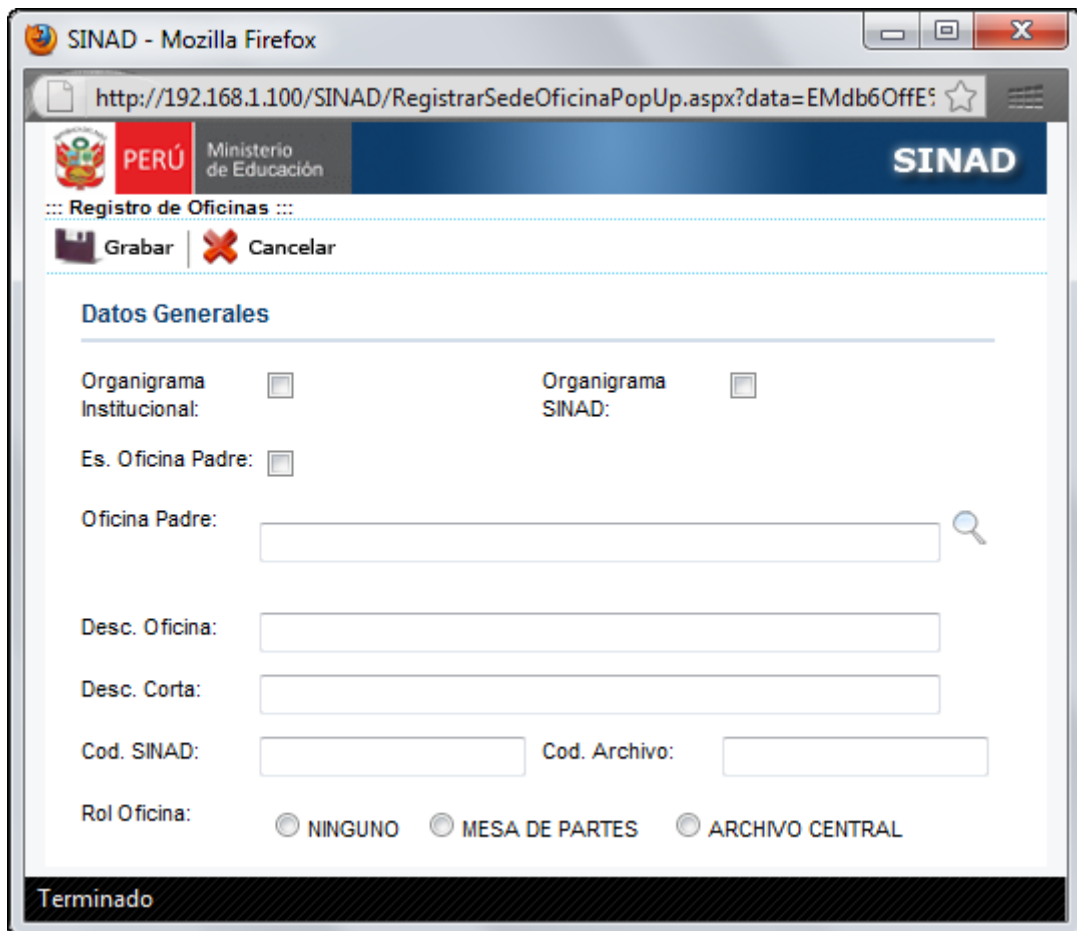 SINAD - Mozilla Firefox
http://192.168.1.100/SINAD/RegistrarSedeOficinaPopUp.aspx?data=EMdb6OffE
PERÚ Ministerio de Educación SINAD
::: Registro de Oficinas :::
Grabar Cancelar
Datos Generales
Organigrama Institucional: Organigrama SINAD:
Es. Oficina Padre:
Oficina Padre:
Desc. Oficina:
Desc. Corta:
Cod. SINAD: Cod. Archivo:
Rol Oficina: NINGUNO MESA DE PARTES ARCHIVO CENTRAL
Terminado